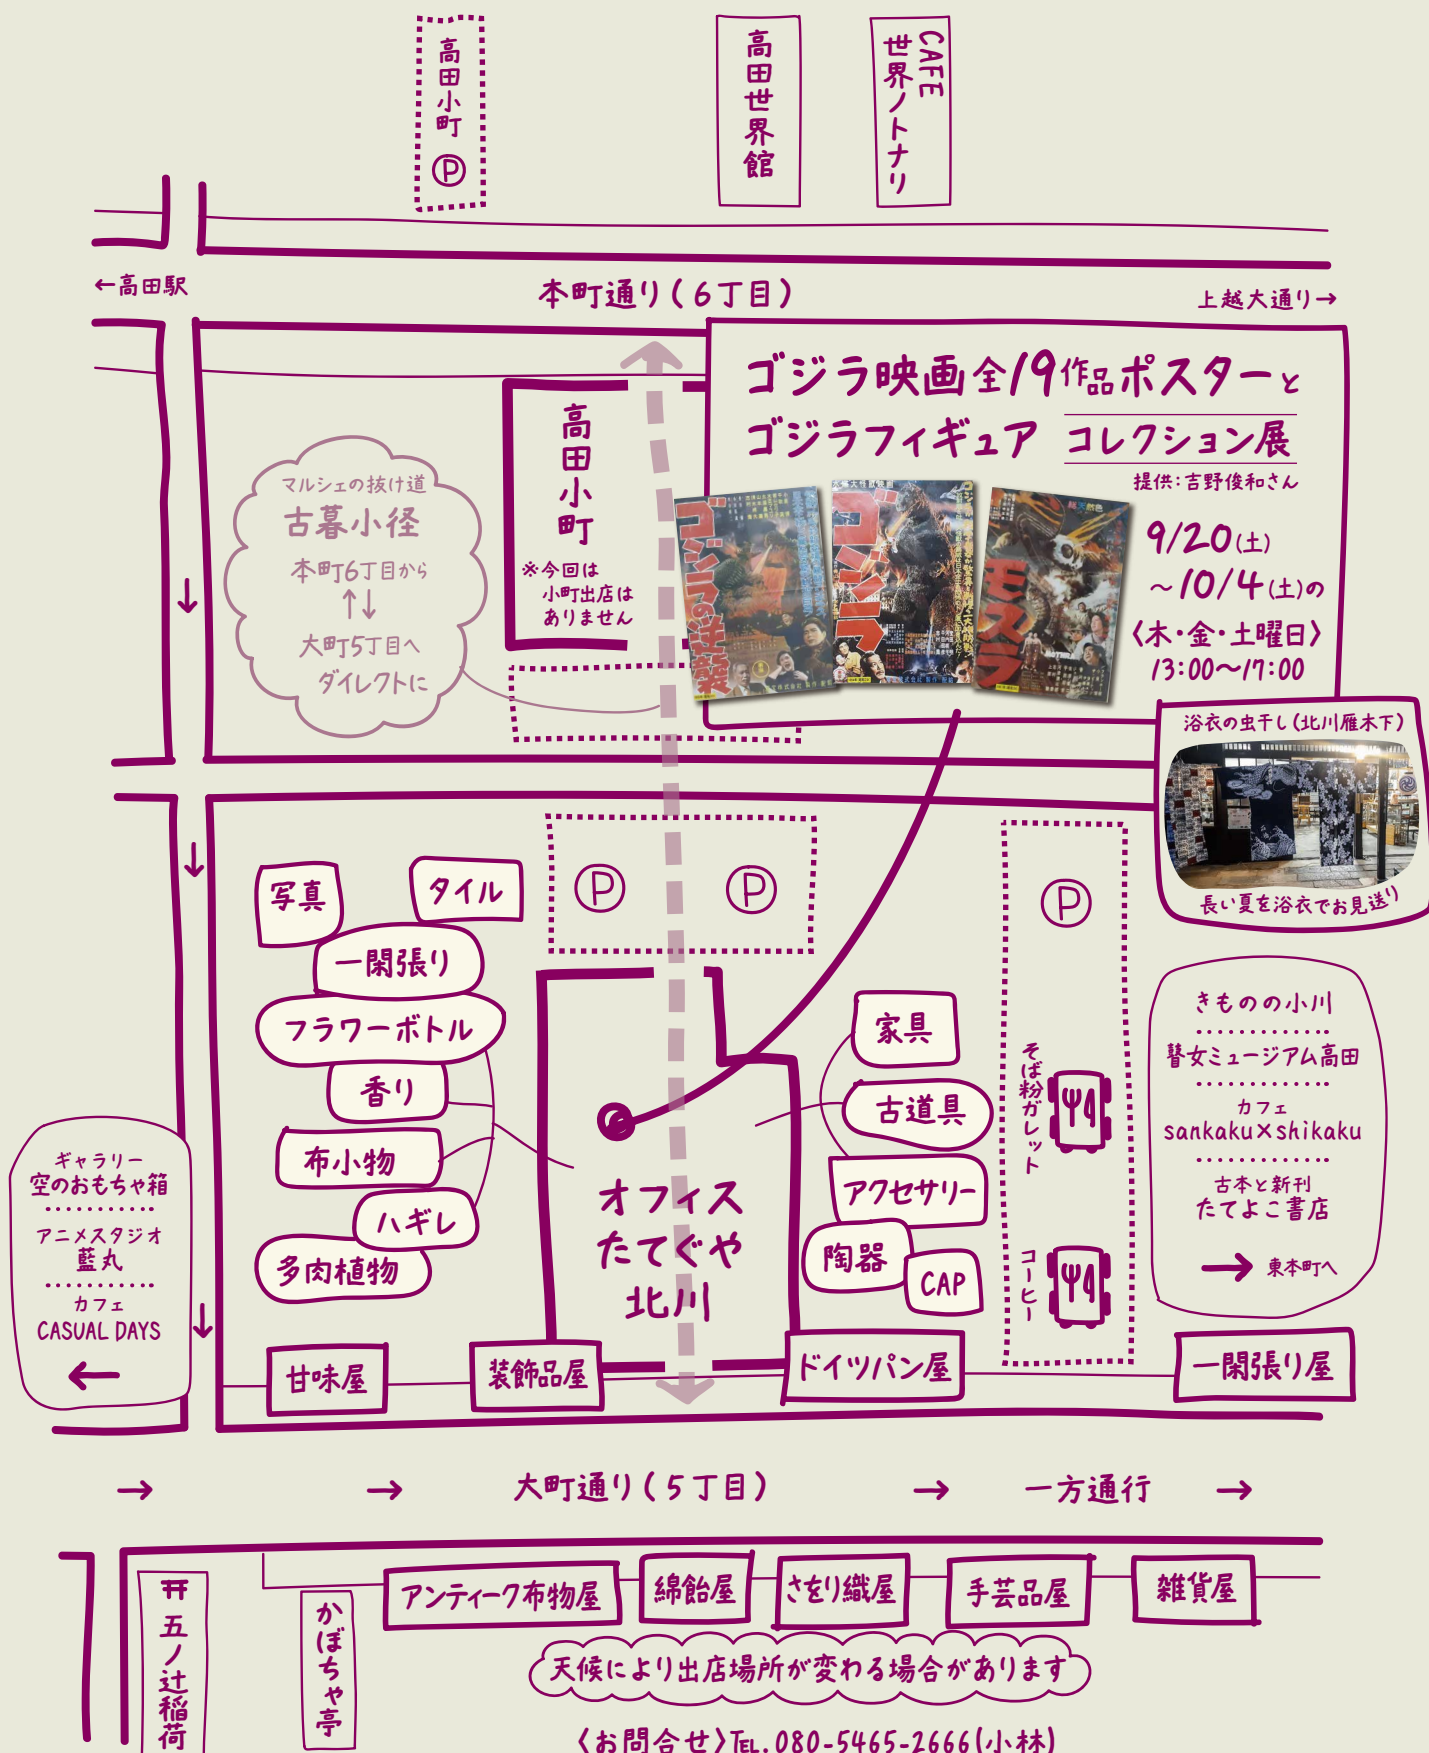 高田小町
Ⓟ
高田世界館
CAFE
世界ノトナリ
←高田駅
本町通り(6丁目)
上越大通り→
ゴジラ映画全19作品ポスターと
ゴジラフィギュア コレクション展
提供:吉野俊和さん
9/20(土)
～10/4(土)の
〈木・金・土曜日〉
13:00～17:00
ゴジラの逆襲
ゴジラ
総天然色
モスラ
高田小町
※今回は
小町出店は
ありません
マルシェの抜け道
古暮小径
本町6丁目から
↑↓
大町5丁目へ
ダイレクトに
浴衣の虫干し(北川雁木下)
長い夏を浴衣でお見送り
写真
タイル
一閑張り
フラワーボトル
香り
布小物
ハギレ
多肉植物
Ⓟ Ⓟ
Ⓟ
オフィス
たてぐや
北川
家具
古道具
アクセサリー
陶器
CAP
そば粉ガレット
コーヒー
きものの小川
瞽女ミュージアム高田
カフェ
sankaku×shikaku
古本と新刊
たてよこ書店
→ 東本町へ
ギャラリー
空のおもちゃ箱
アニメスタジオ
藍丸
カフェ
CASUAL DAYS
←
甘味屋
装飾品屋
ドイツパン屋
一閑張り屋
→ → 大町通り(5丁目) → 一方通行 →
アンティーク布物屋
綿飴屋
さをり織屋
手芸品屋
雑貨屋
五ノ辻稲荷
かぼちゃ亭
天候により出店場所が変わる場合があります
〈お問合せ〉℡.080-5465-2666(小林)